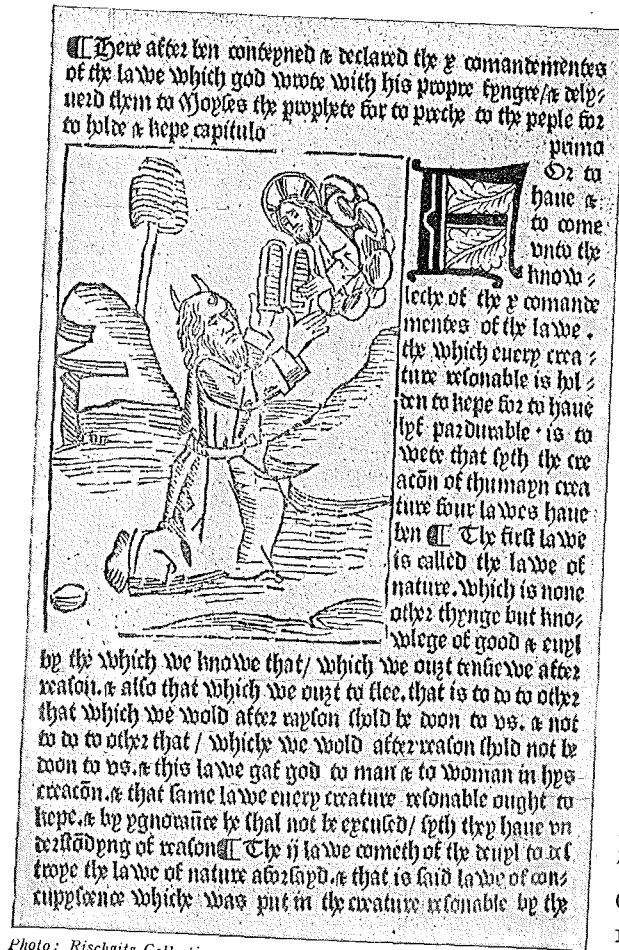 ¶ Here after ben conteyned & declared the x comandementes
of the lawe which god wrote with his propre fyngre/& dely⸗
uerd them to Moyses the prophete for to preche to the peple for
to holde & kepe capitulo
primo
F
Or to
haue &
to come
vnto the
know⸗
leche of the x comande
mentes of the lawe.
the which euery crea⸗
ture resonable is hol⸗
den to kepe for to haue
lyf pardurable · is to
wete that syth the cre
acōn of thumayn crea
ture four lawes haue
ben ¶ The first lawe
is called the lawe of
nature. Which is none
other thynge but kno⸗
wlege of good & euyl
by the which we knowe that/ which we ouȝt tensiewe after
reason. & also that which we ouȝt to flee. that is to do to other
that which we wold after rayson shold be doon to vs. & not
to do to other that / whiche we wold after reason shold not be
doon to vs. & this lawe gaf god to man & to woman in hys
creacōn. & that same lawe euery creature resonable ought to
kepe. & by ygnoraūce he shal not be excused/ syth they haue vn
derstōdyng of reason ¶ The ij lawe cometh of the deuyl to des
troye the lawe of nature aforsayd. & that is said lawe of con⸗
cupyscence whiche was put in the creature resonable by the
Photo: Rischgitz